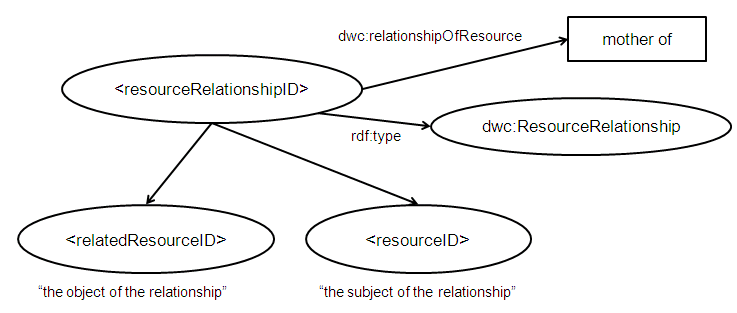 dwc:relationshipOfResource
mother of
<resourceRelationshipID>
dwc:ResourceRelationship
rdf:type
<relatedResourceID>
<resourceID>
“the object of the relationship”
“the subject of the relationship”